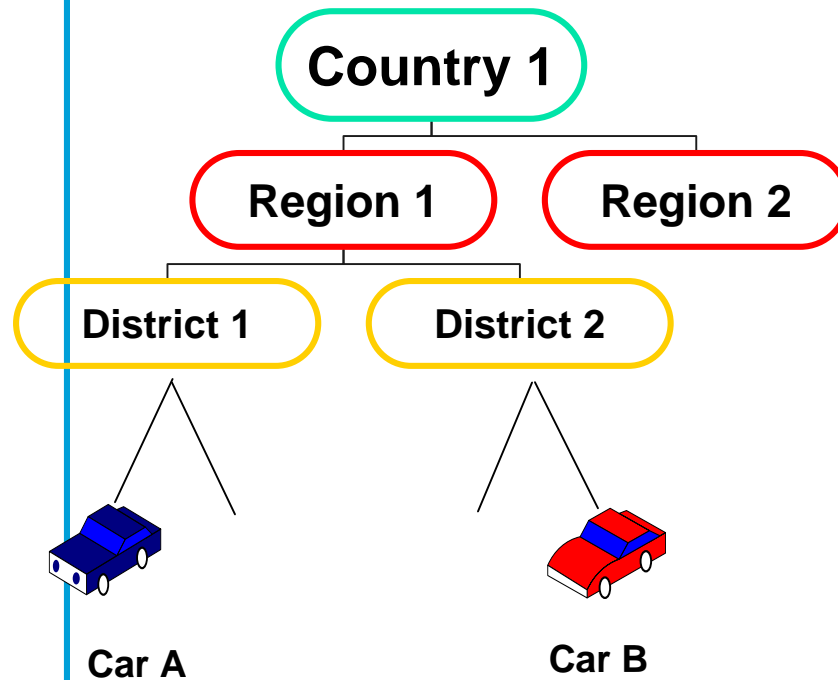 Country 1
Region 1
Region 2
District 1
District 2
Car A
Car B